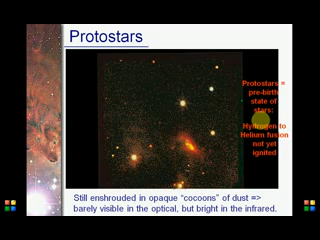 Protostars
Protostars =
pre-birth
state of
stars:
Hydrogen to
Helium fusion
not yet
ignited
Still enshrouded in opaque “cocoons” of dust =>
barely visible in the optical, but bright in the infrared.